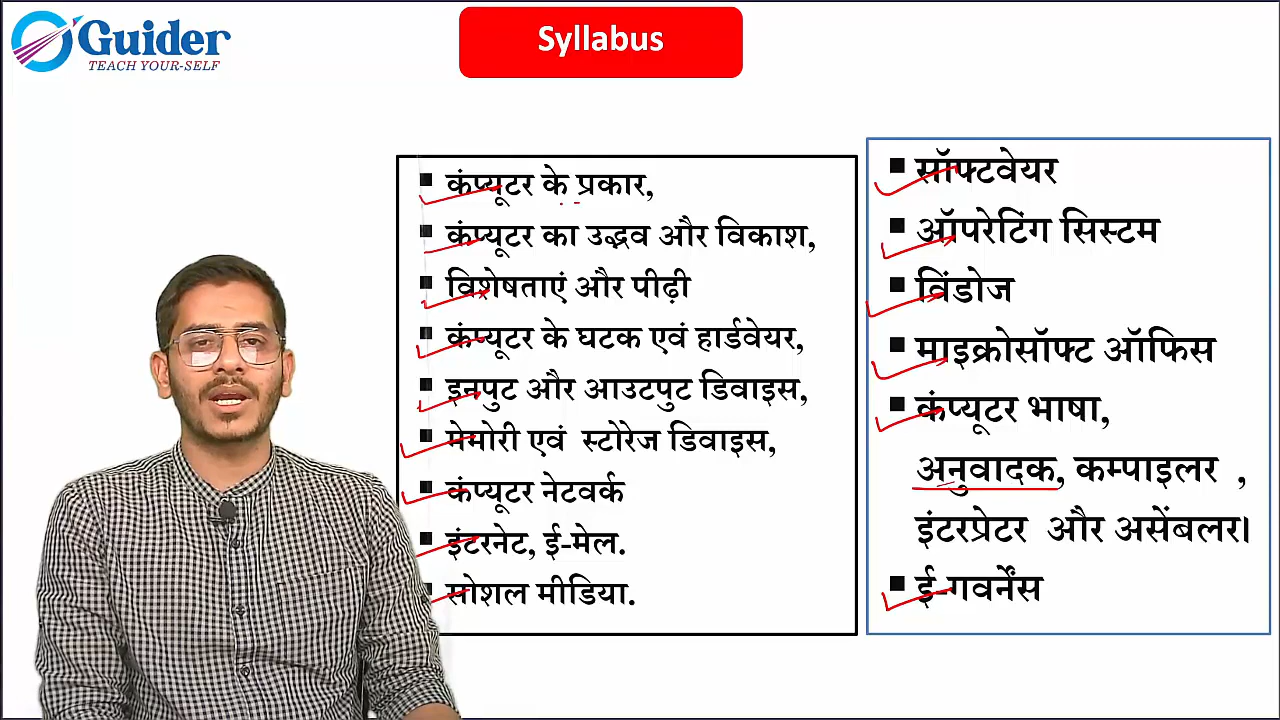 Guider
TEACH YOUR-SELF
Syllabus
कंप्यूटर के प्रकार,
कंप्यूटर का उद्भव और विकाश,
विशेषताएं और पीढ़ी
कंप्यूटर के घटक एवं हार्डवेयर,
इनपुट और आउटपुट डिवाइस,
मेमोरी एवं स्टोरेज डिवाइस,
कंप्यूटर नेटवर्क
इंटरनेट, ई-मेल.
सोशल मीडिया.
सॉफ्टवेयर
ऑपरेटिंग सिस्टम
विंडोज
माइक्रोसॉफ्ट ऑफिस
कंप्यूटर भाषा,
अनुवादक, कम्पाइलर ,
इंटरप्रेटर और असेंबलर।
ई-गवर्नेंस